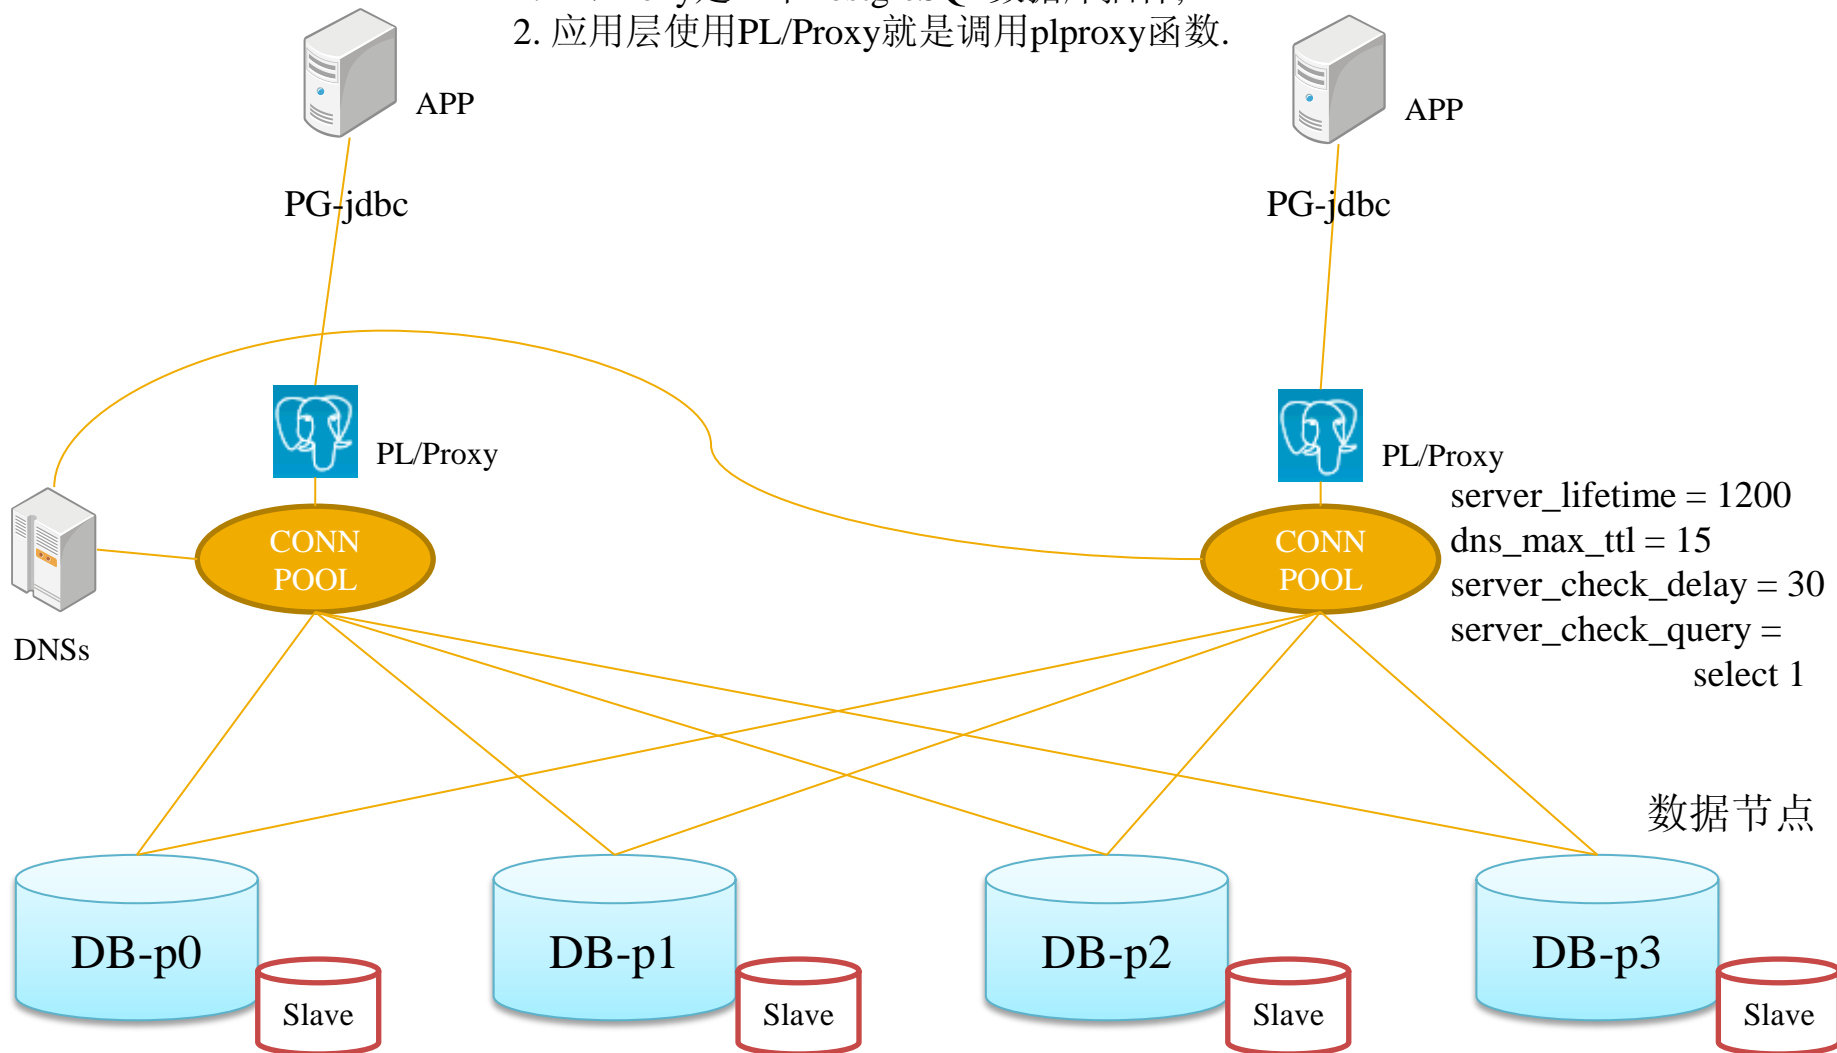 2. 应用层使用PL/Proxy就是调用plproxy函数.
APP
APP
PG-jdbc
PG-jdbc
PL/Proxy
PL/Proxy
CONN
POOL
CONN
POOL
server_lifetime = 1200
dns_max_ttl = 15
server_check_delay = 30
server_check_query =
select 1
DNSs
数据节点
DB-p0
DB-p1
DB-p2
DB-p3
Slave
Slave
Slave
Slave